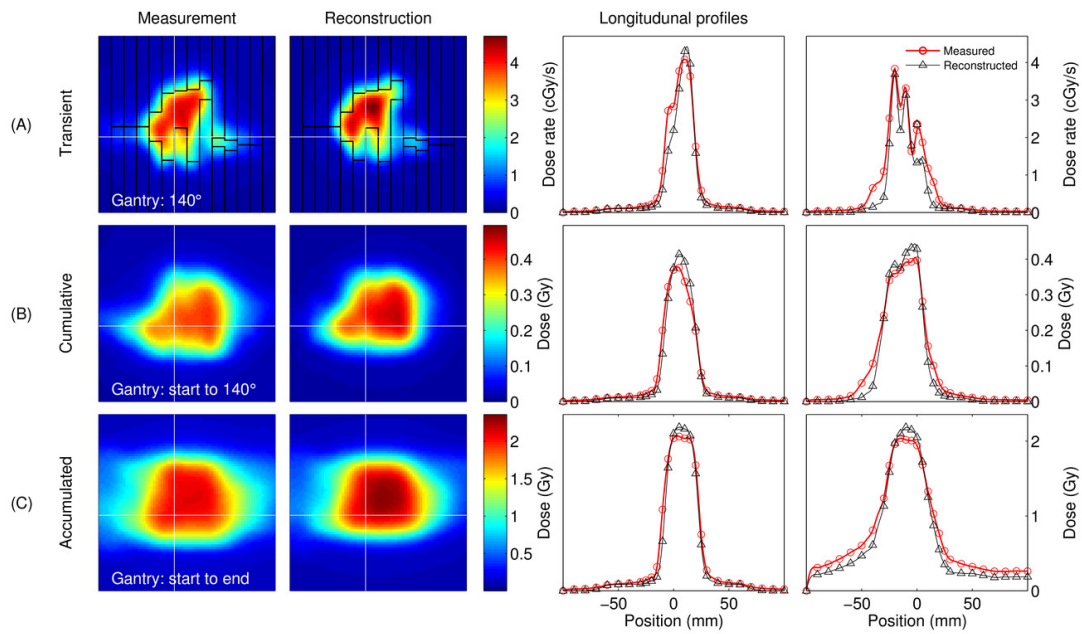 Measurement
Reconstruction
Longitudunal profiles
(A)
Transient
Gantry: 140°
4
3
2
1
0
Dose rate (cGy/s)
Measured
Reconstructed
4
3
2
1
0
Dose rate (cGy/s)
(B)
Cumulative
Gantry: start to 140°
0.4
0.3
0.2
0.1
0
Dose (Gy)
0.4
0.3
0.2
0.1
0
Dose (Gy)
(C)
Accumulated
Gantry: start to end
2
1.5
1
0.5
Dose (Gy)
2
1
0
Dose (Gy)
−50 0 50
Position (mm)
−50 0 50
Position (mm)